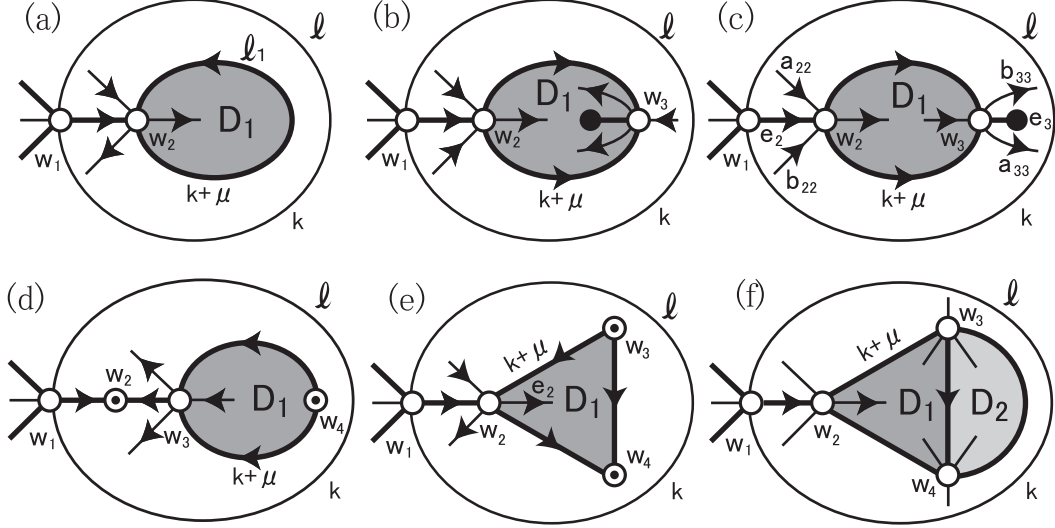 (a)
ℓ
ℓ₁
D₁
w₁
w₂
k+μ
k
(b)
ℓ
D₁
w₃
w₁
w₂
k+μ
k
(c)
ℓ
a₂₂
b₃₃
D₁
e₂
e₃
w₁
w₂
w₃
b₂₂
a₃₃
k+μ
k
(d)
ℓ
w₂
D₁
w₁
w₃
w₄
k+μ
k
(e)
ℓ
k+μ
w₃
e₂
D₁
w₁
w₂
w₄
k
(f)
ℓ
k+μ
w₃
D₁
D₂
w₁
w₂
w₄
k